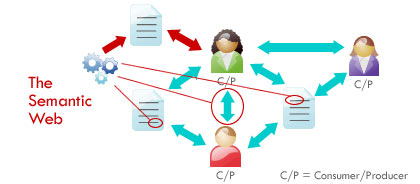 C/P
C/P
The
Semantic
Web
C/P
C/P = Consumer/Producer